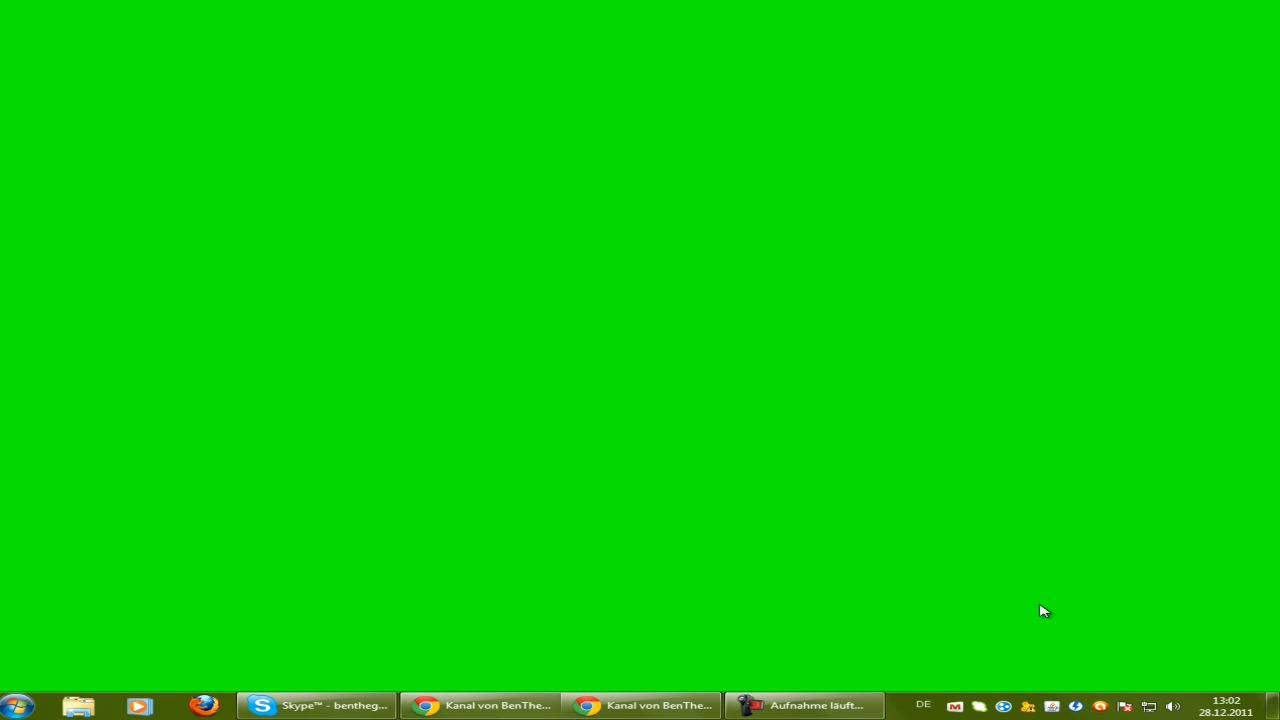 Skype™ - bentheg...
Kanal von BenThe...
Kanal von BenThe...
Aufnahme läuft...
DE
13:02
28.12.2011